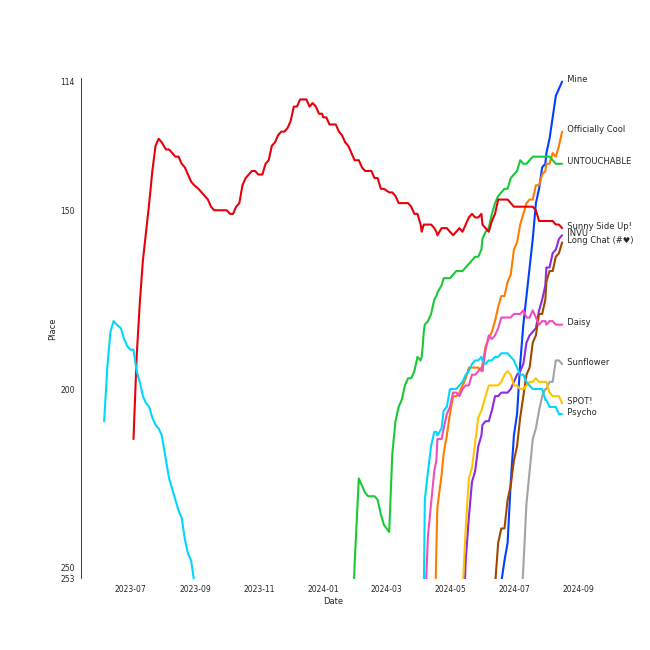 114
150
200
250
253
Place
2023-07
2023-09
2023-11
2024-01
2024-03
2024-05
2024-07
2024-09
Date
Mine
Officially Cool
UNTOUCHABLE
Sunny Side Up!
INVU
Long Chat (#♥)
Daisy
Sunflower
SPOT!
Psycho